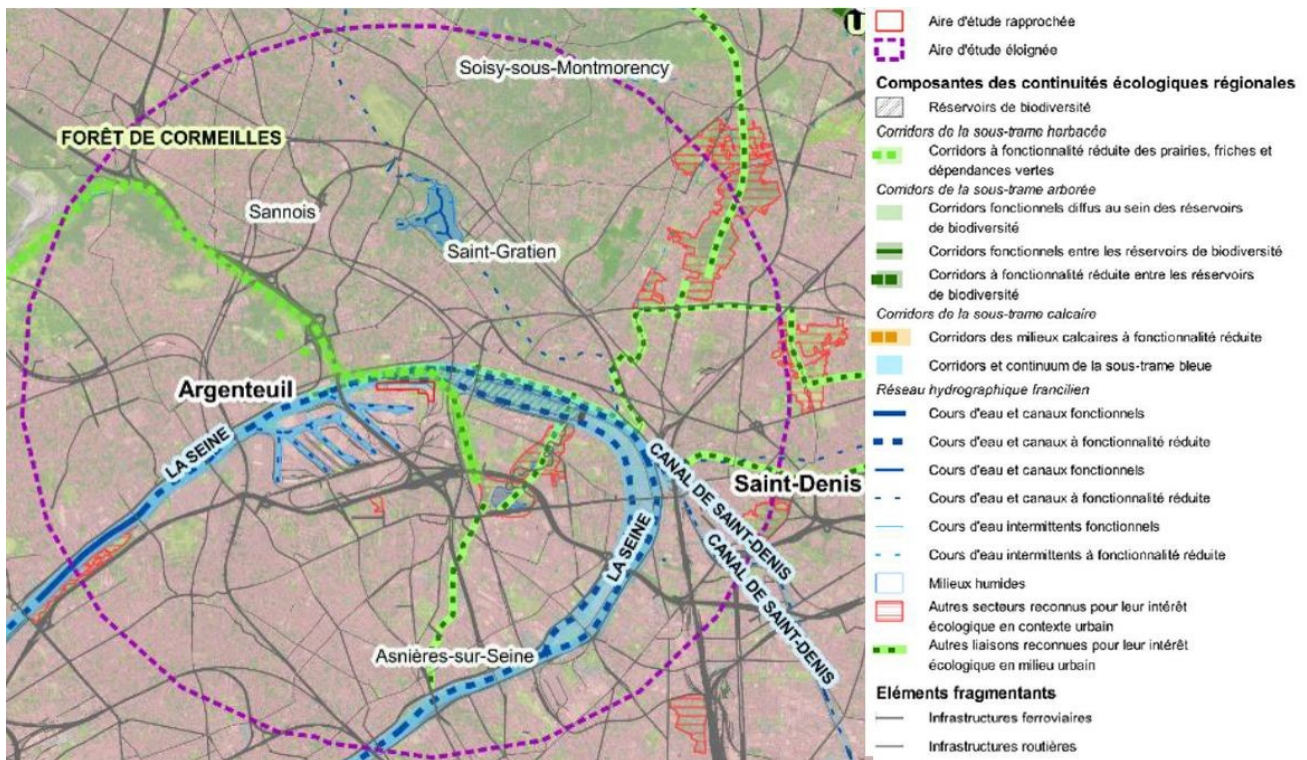 Soisy-sous-Montmorency
FORÊT DE CORMEILLES
Sannois
Saint-Gratien
Argenteuil
LA SEINE
CANAL DE SAINT-DENIS
Saint-Denis
LA SEINE
CANAL DE SAINT-DENIS
Asnières-sur-Seine
Aire d'étude rapprochée
Aire d'étude éloignée
Composantes des continuités écologiques régionales
Réservoirs de biodiversité
Corridors de la sous-trame herbacée
Corridors à fonctionnalité réduite des prairies, friches et
dépendances vertes
Corridors de la sous-trame arborée
Corridors fonctionnels diffus au sein des réservoirs
de biodiversité
Corridors fonctionnels entre les réservoirs de biodiversité
Corridors à fonctionnalité réduite entre les réservoirs
de biodiversité
Corridors de la sous-trame calcaire
Corridors des milieux calcaires à fonctionnalité réduite
Corridors et continuum de la sous-trame bleue
Réseau hydrographique francilien
Cours d'eau et canaux fonctionnels
Cours d'eau et canaux à fonctionnalité réduite
Cours d'eau et canaux fonctionnels
Cours d'eau et canaux à fonctionnalité réduite
Cours d'eau intermittents fonctionnels
Cours d'eau intermittents à fonctionnalité réduite
Milieux humides
Autres secteurs reconnus pour leur intérêt
écologique en contexte urbain
Autres liaisons reconnues pour leur intérêt
écologique en milieu urbain
Eléments fragmentants
Infrastructures ferroviaires
Infrastructures routières